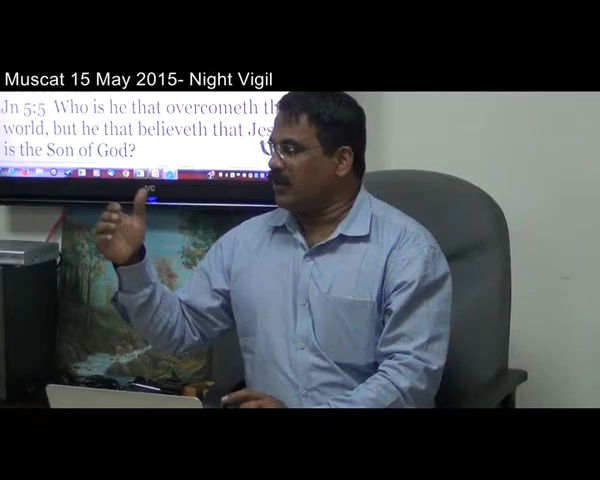 Muscat 15 May 2015- Night Vigil
Jn 5:5 Who is he that overcometh
world, but he that believeth that
is the Son of God?
JVC